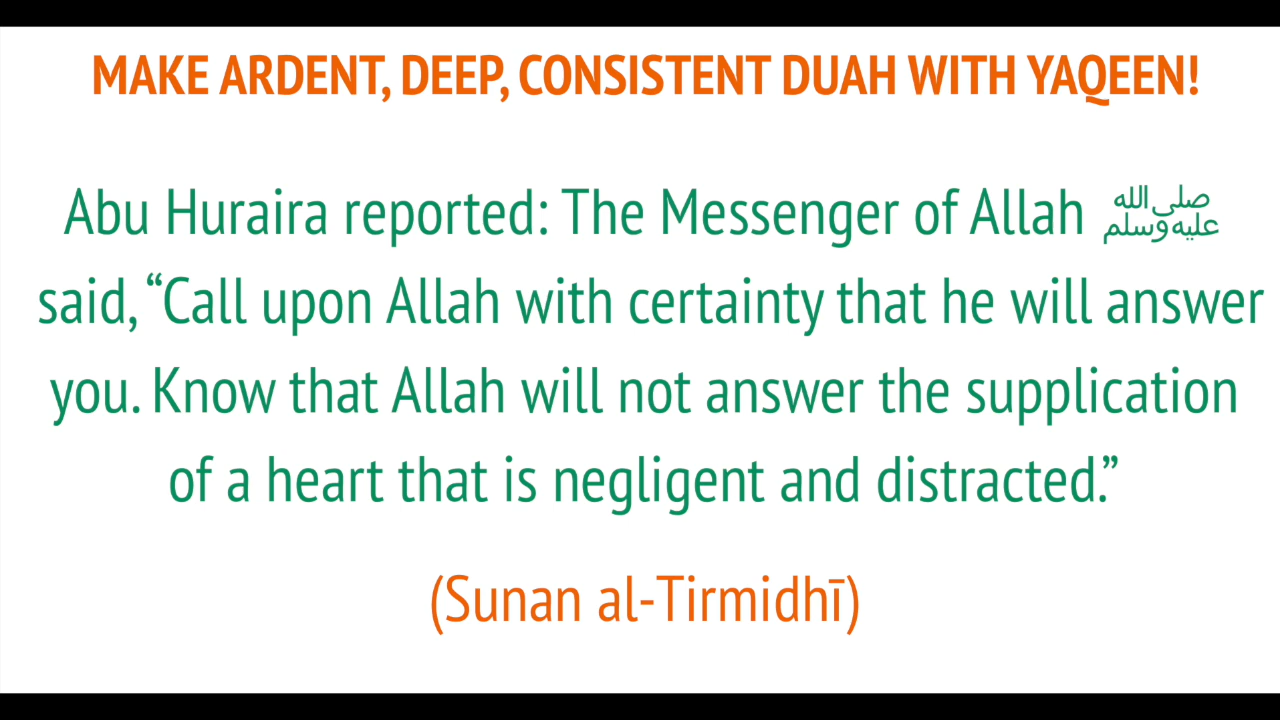 MAKE ARDENT, DEEP, CONSISTENT DUAH WITH YAQEEN!
Abu Huraira reported: The Messenger of Allah ﷺ
said, “Call upon Allah with certainty that he will answer
you. Know that Allah will not answer the supplication
of a heart that is negligent and distracted.”
(Sunan al-Tirmidhī)